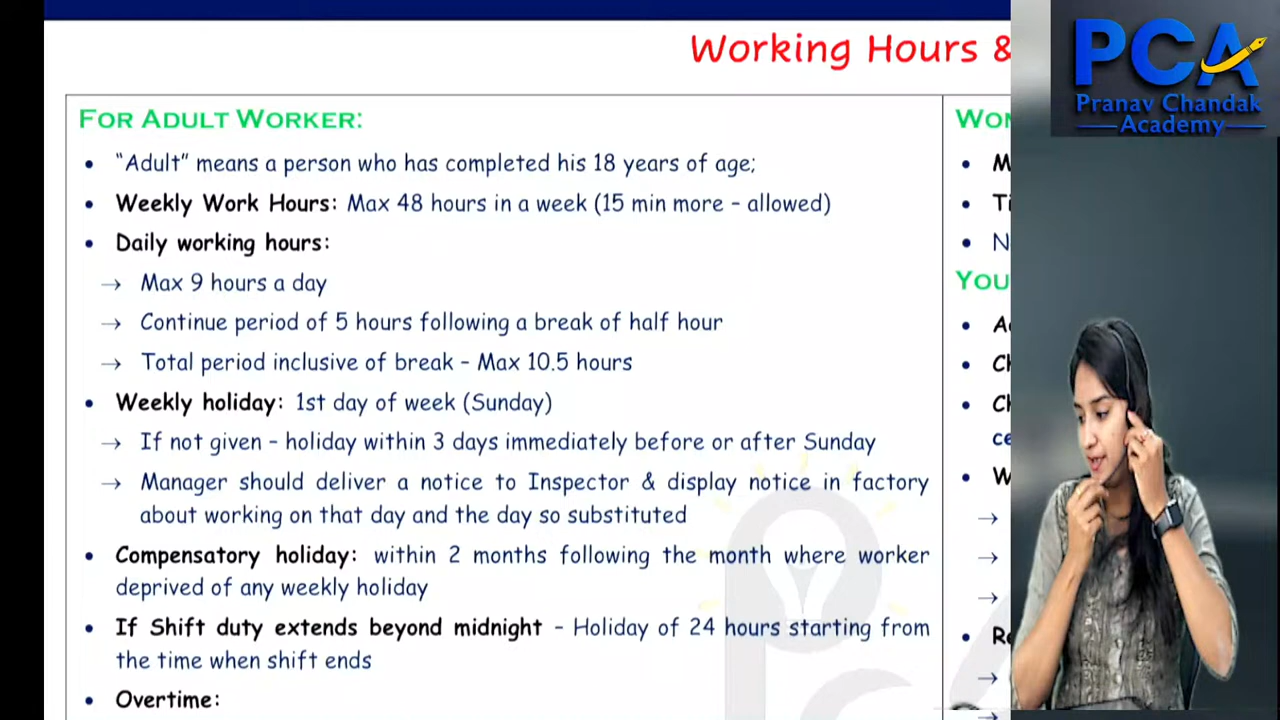 Working Hours &
PCA
Pranav Chandak
Academy
FOR ADULT WORKER:
• “Adult” means a person who has completed his 18 years of age;
• Weekly Work Hours: Max 48 hours in a week (15 min more – allowed)
• Daily working hours:
→ Max 9 hours a day
→ Continue period of 5 hours following a break of half hour
→ Total period inclusive of break – Max 10.5 hours
• Weekly holiday: 1st day of week (Sunday)
→ If not given – holiday within 3 days immediately before or after Sunday
→ Manager should deliver a notice to Inspector & display notice in factory
about working on that day and the day so substituted
• Compensatory holiday: within 2 months following the month where worker
deprived of any weekly holiday
• If Shift duty extends beyond midnight – Holiday of 24 hours starting from
the time when shift ends
• Overtime: